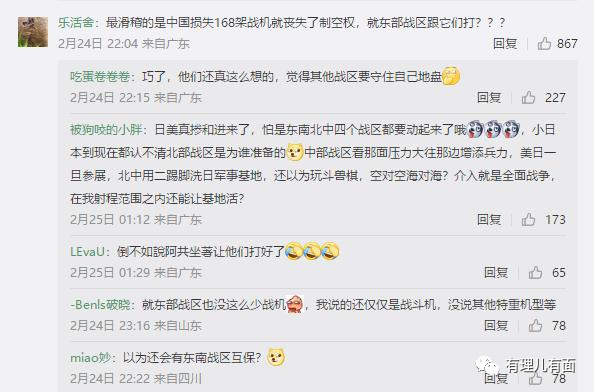 乐活舍：最滑稽的是中国损失168架战机就丧失了制空权，就东部战区跟它们打？？？
2月24日 22:04 来自广东 回复 867
吃蛋卷卷卷：巧了，他们还真这么想的，觉得其他战区要守住自己地盘
2月24日 22:15 来自广东 回复 227
被狗咬的小胖：日美真掺和进来了，怕是东南北中四个战区都要动起来了哦，小日
本到现在都认不清北部战区是为谁准备的中部战区看那面压力大往那边增添兵力，美日一
旦参展，北中用二踢脚洗日军事基地，还以为玩斗兽棋，空对空海对海？介入就是全面战争，
在我射程范围之内还能让基地活？
2月25日 01:12 来自广东 回复 173
LEvaU：倒不如說阿共坐著让他们打好了
2月25日 01:29 来自广东 回复 65
-Benls破晓：就东部战区也没这么少战机，我说的还仅仅是战斗机，没说其他特重机型等
2月24日 23:16 来自山东 回复 78
miao妙：以为还会有东南战区互保？
2月24日 22:22 来自四川 回复 78
有理儿有面